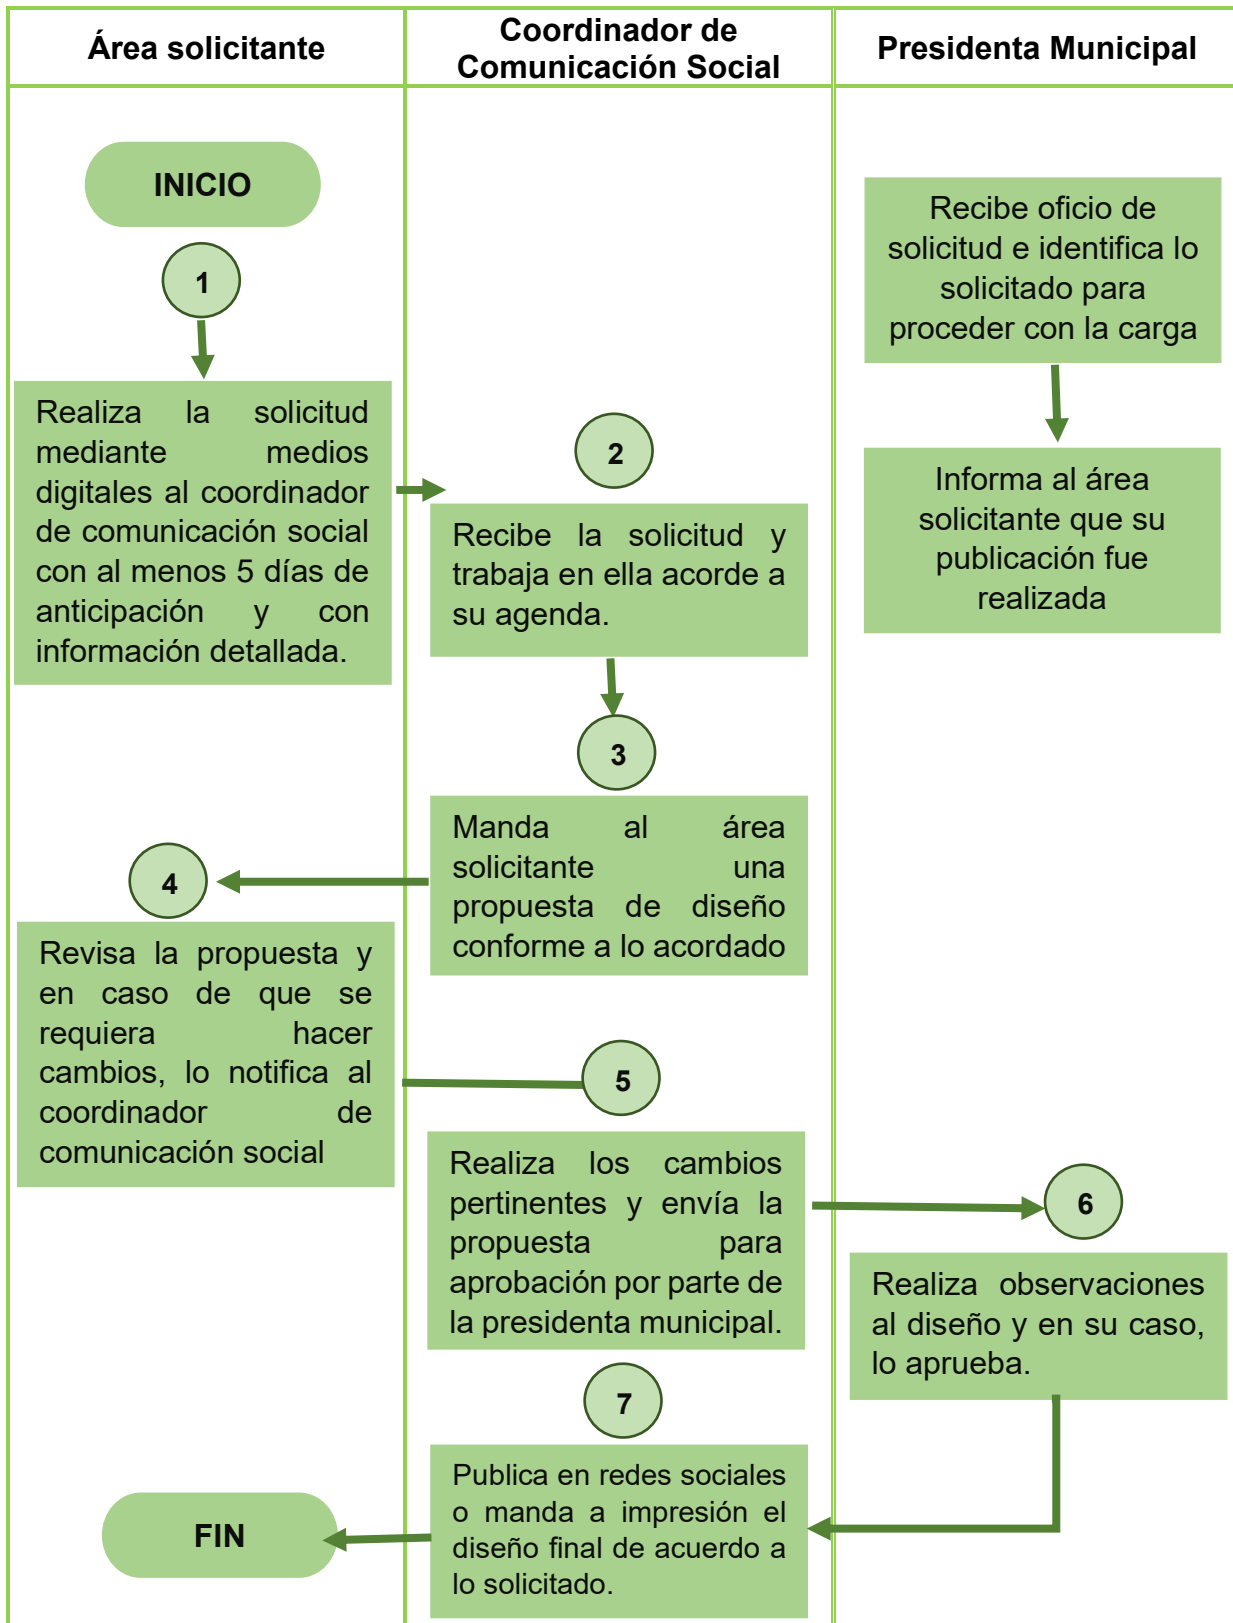 Área solicitante
Coordinador de
Comunicación Social
Presidenta Municipal
INICIO
1
Realiza la solicitud
mediante medios
digitales al coordinador
de comunicación social
con al menos 5 días de
anticipación y con
información detallada.
2
Recibe la solicitud y
trabaja en ella acorde a
su agenda.
3
Manda al área
solicitante una
propuesta de diseño
conforme a lo acordado
4
Revisa la propuesta y
en caso de que se
requiera hacer
cambios, lo notifica al
coordinador de
comunicación social
5
Realiza los cambios
pertinentes y envía la
propuesta para
aprobación por parte de
la presidenta municipal.
6
Realiza observaciones
al diseño y en su caso,
lo aprueba.
7
Publica en redes sociales
o manda a impresión el
diseño final de acuerdo a
lo solicitado.
FIN
Recibe oficio de
solicitud e identifica lo
solicitado para
proceder con la carga
Informa al área
solicitante que su
publicación fue
realizada